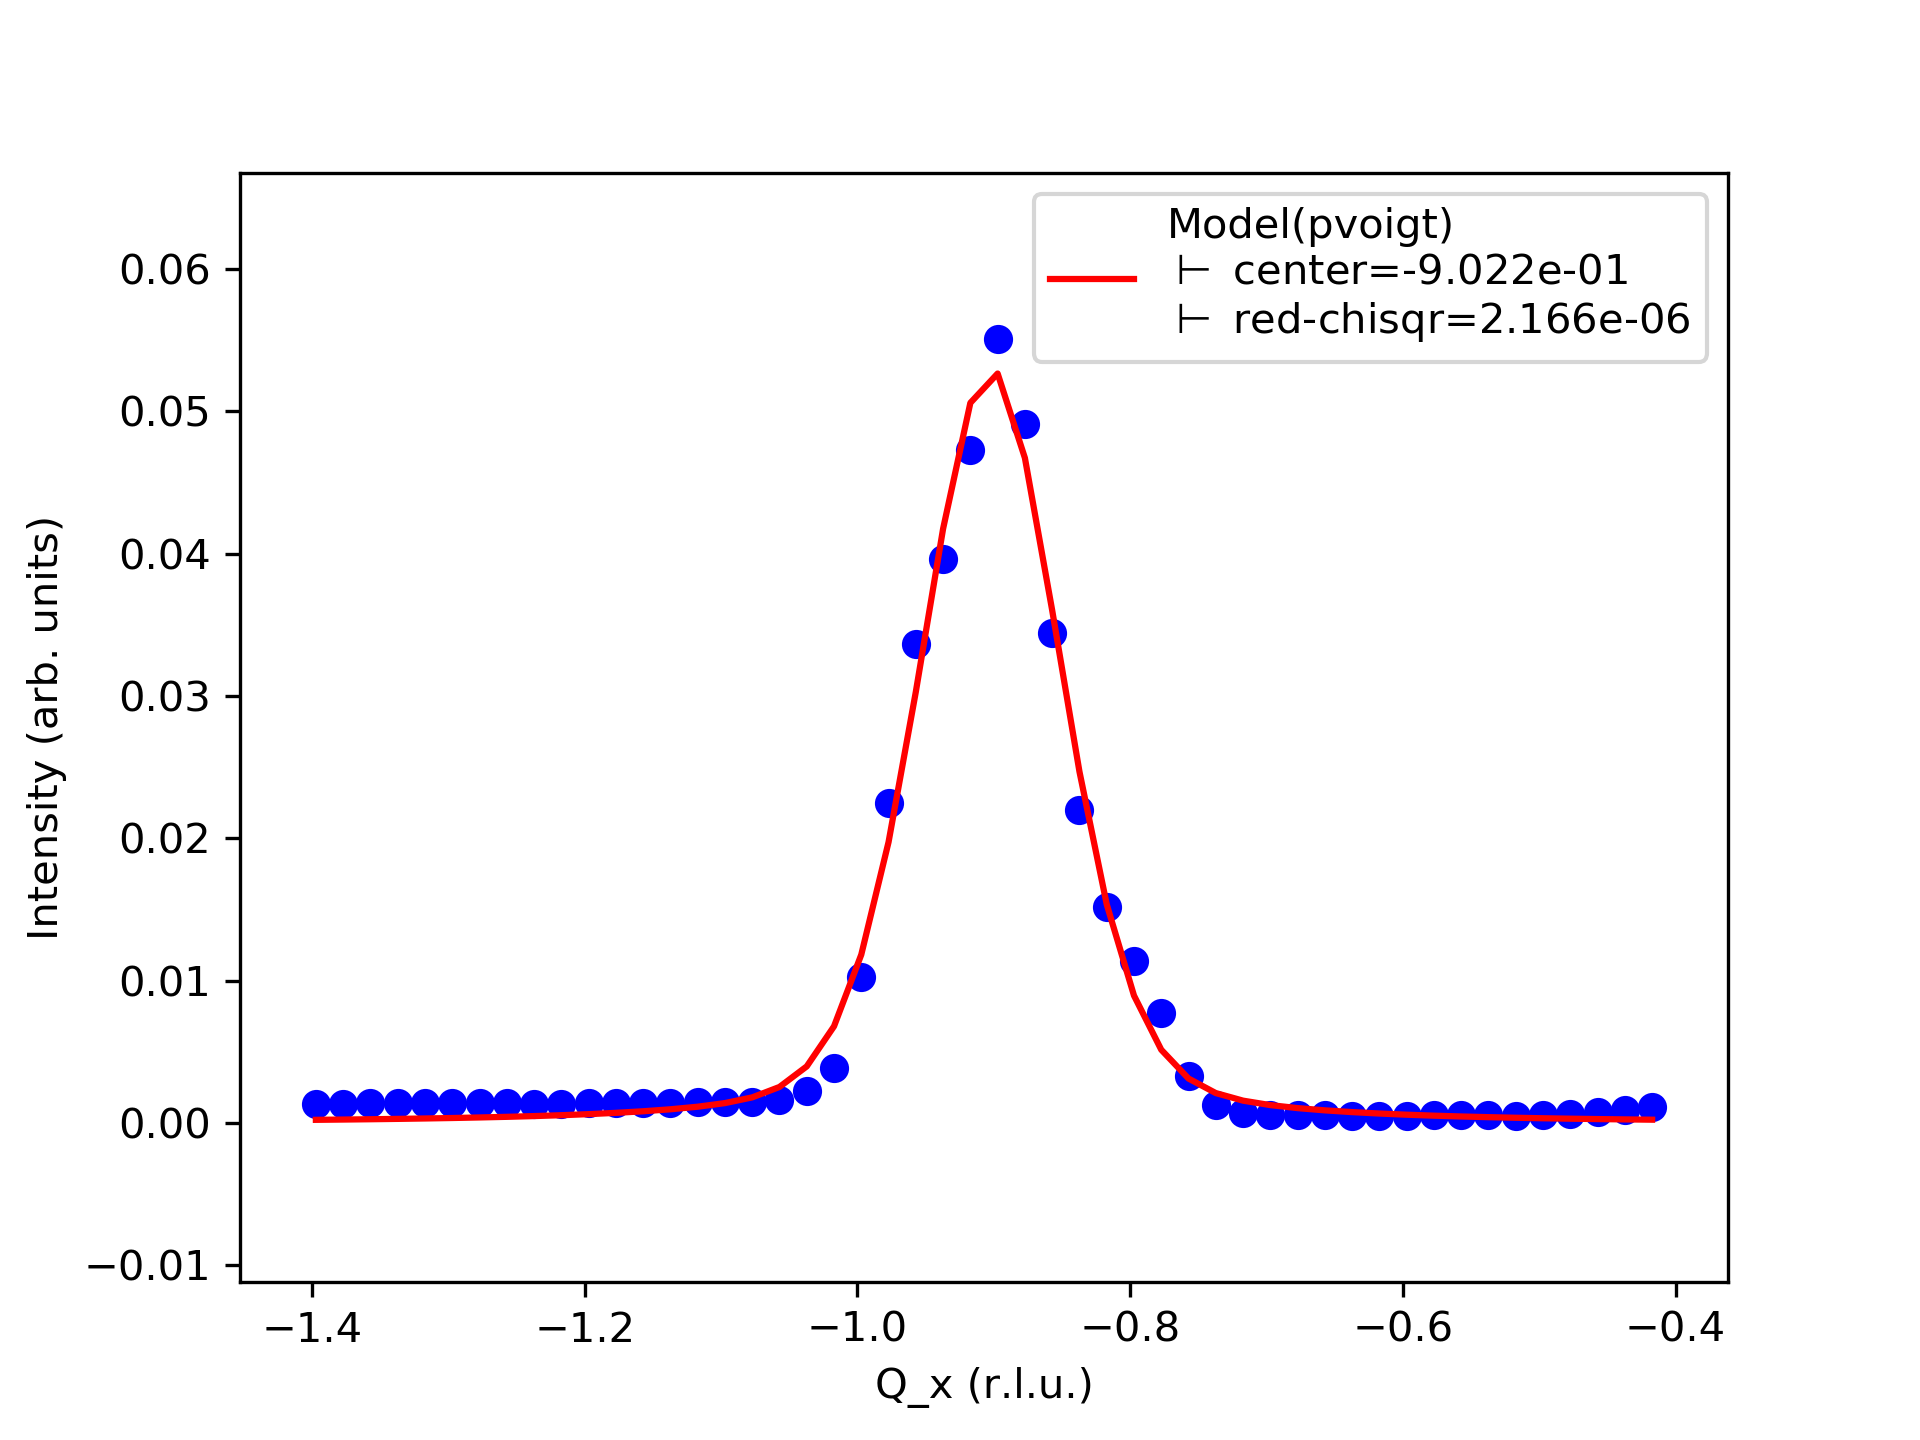 Model(pvoigt)
⊢ center=-9.022e-01
⊢ red-chisqr=2.166e-06
0.06
0.05
0.04
0.03
0.02
0.01
0.00
−0.01
Intensity (arb. units)
−1.4 −1.2 −1.0 −0.8 −0.6 −0.4
Q_x (r.l.u.)